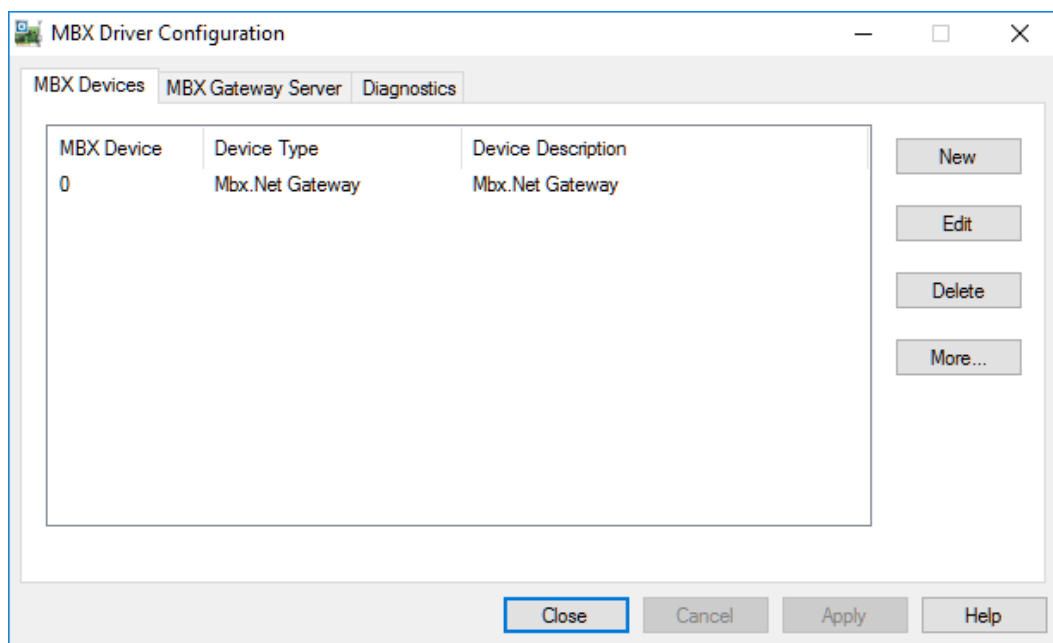 MBX Driver Configuration
MBX Devices MBX Gateway Server Diagnostics
MBX Device Device Type Device Description
0 Mbx.Net Gateway Mbx.Net Gateway
New
Edit
Delete
More...
Close Cancel Apply Help